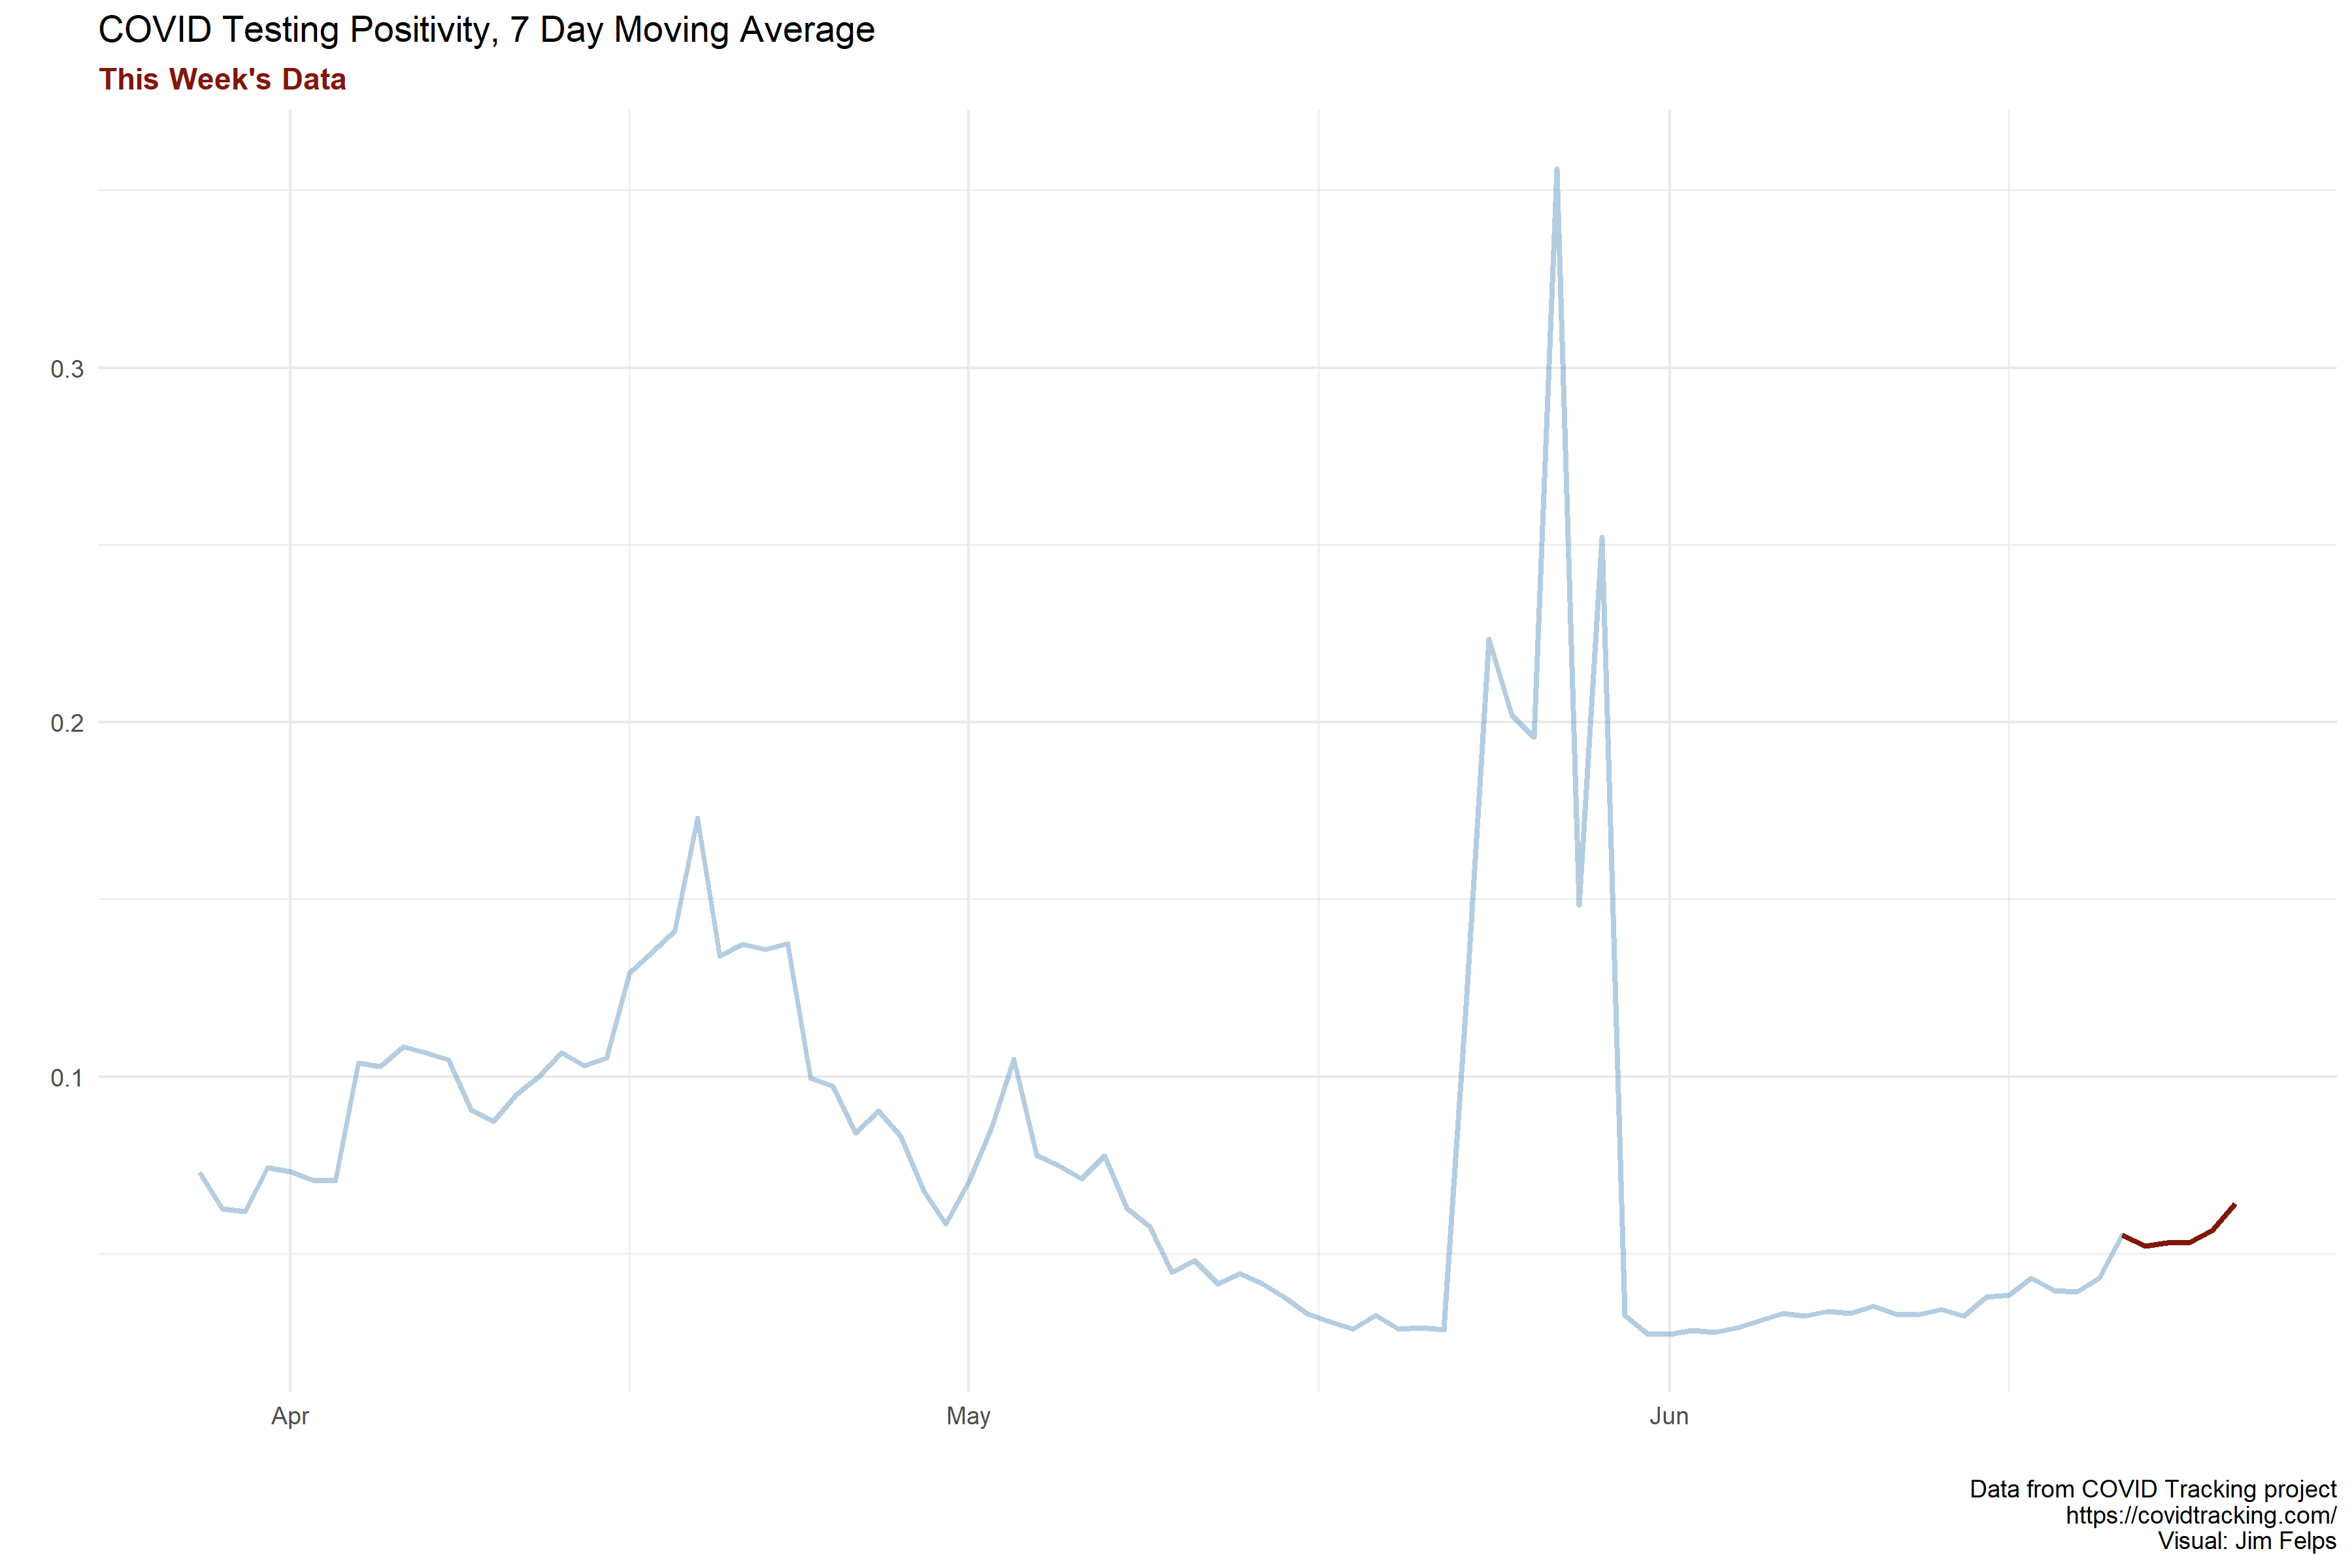 COVID Testing Positivity, 7 Day Moving Average
This Week's Data
0.3
0.2
0.1
Apr May Jun
Data from COVID Tracking project
https://covidtracking.com/
Visual: Jim Felps